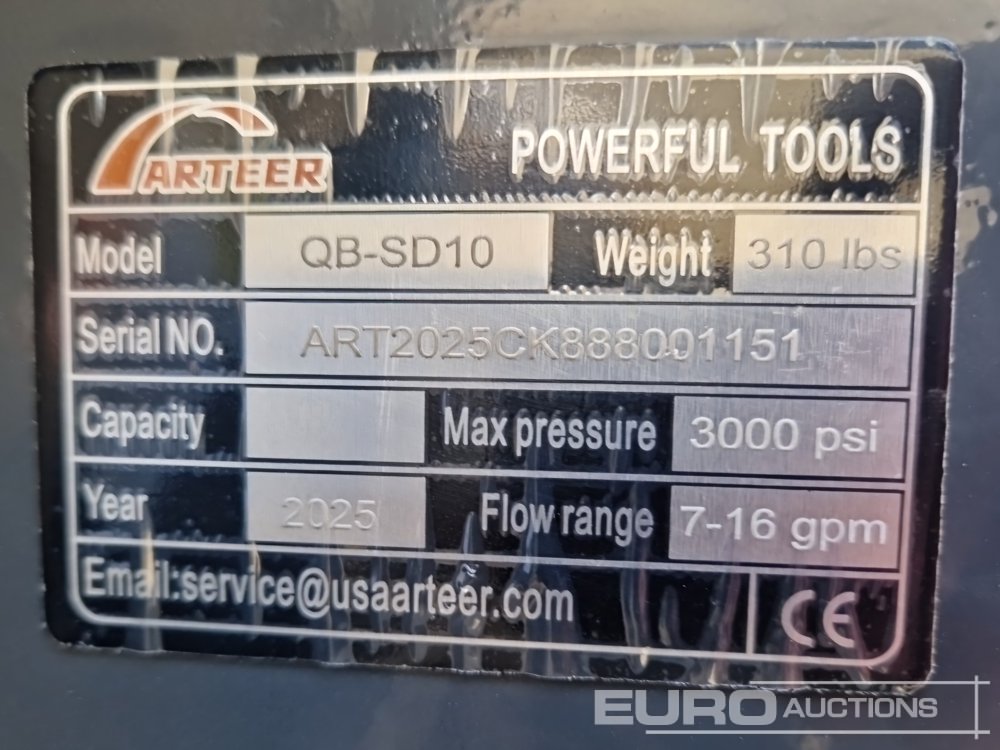 ARTEER POWERFUL TOOLS
Model QB-SD10 Weight 310 lbs
Serial NO. ART2025CK888001151
Capacity Max pressure 3000 psi
Year 2025 Flow range 7-16 gpm
Email:service@usaarteer.com CE
EURO AUCTIONS